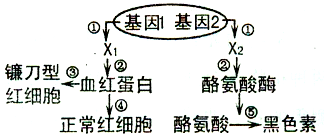 基因1 基因2
① ①
X₁ X₂
镰刀型 ③ ② ②
红细胞 血红蛋白 酪氨酸酶
④ ⑤
正常红细胞 酪氨酸 黑色素